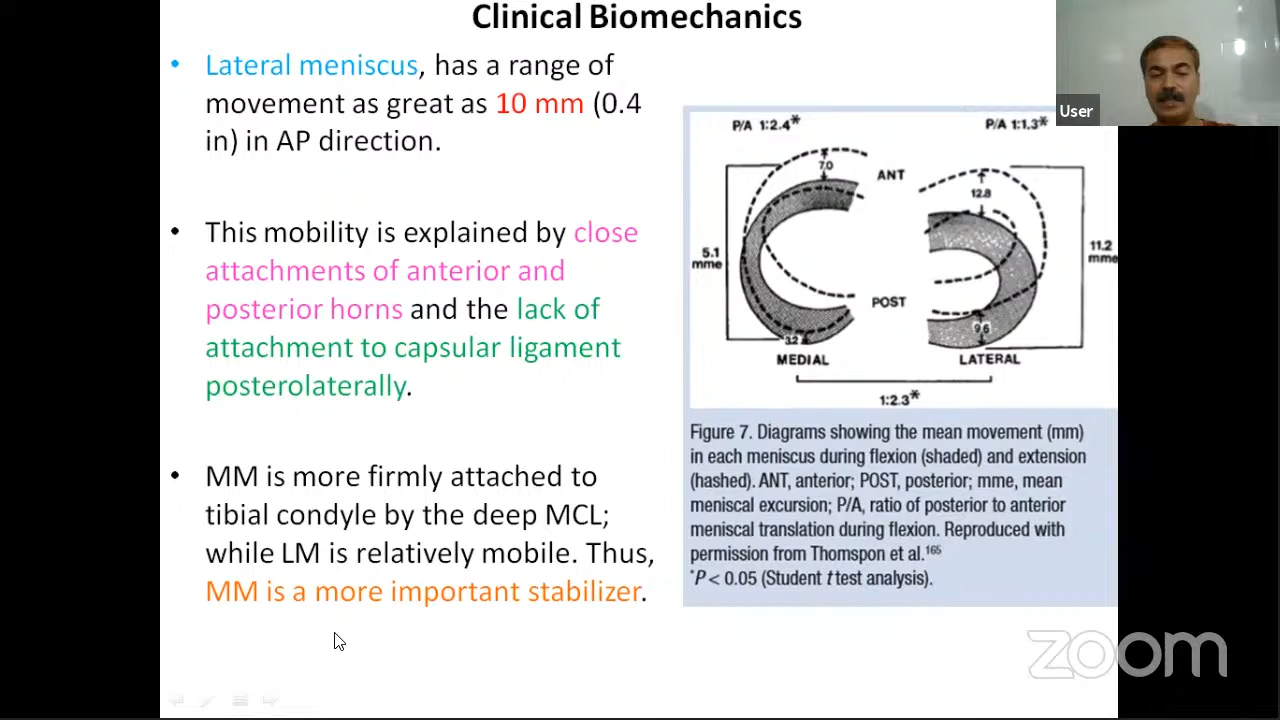 Clinical Biomechanics
• Lateral meniscus, has a range of
movement as great as 10 mm (0.4
in) in AP direction.
• This mobility is explained by close
attachments of anterior and
posterior horns and the lack of
attachment to capsular ligament
posterolaterally.
• MM is more firmly attached to
tibial condyle by the deep MCL;
while LM is relatively mobile. Thus,
MM is a more important stabilizer.
User
P/A 1:2.4*
P/A 1:1.3*
7.0
ANT
12.8
5.1
mme
11.2
mme
POST
3.2
9.6
MEDIAL
LATERAL
1:2.3*
Figure 7. Diagrams showing the mean movement (mm)
in each meniscus during flexion (shaded) and extension
(hashed). ANT, anterior; POST, posterior; mme, mean
meniscal excursion; P/A, ratio of posterior to anterior
meniscal translation during flexion. Reproduced with
permission from Thomspon et al.165
*P < 0.05 (Student t test analysis).
zoom